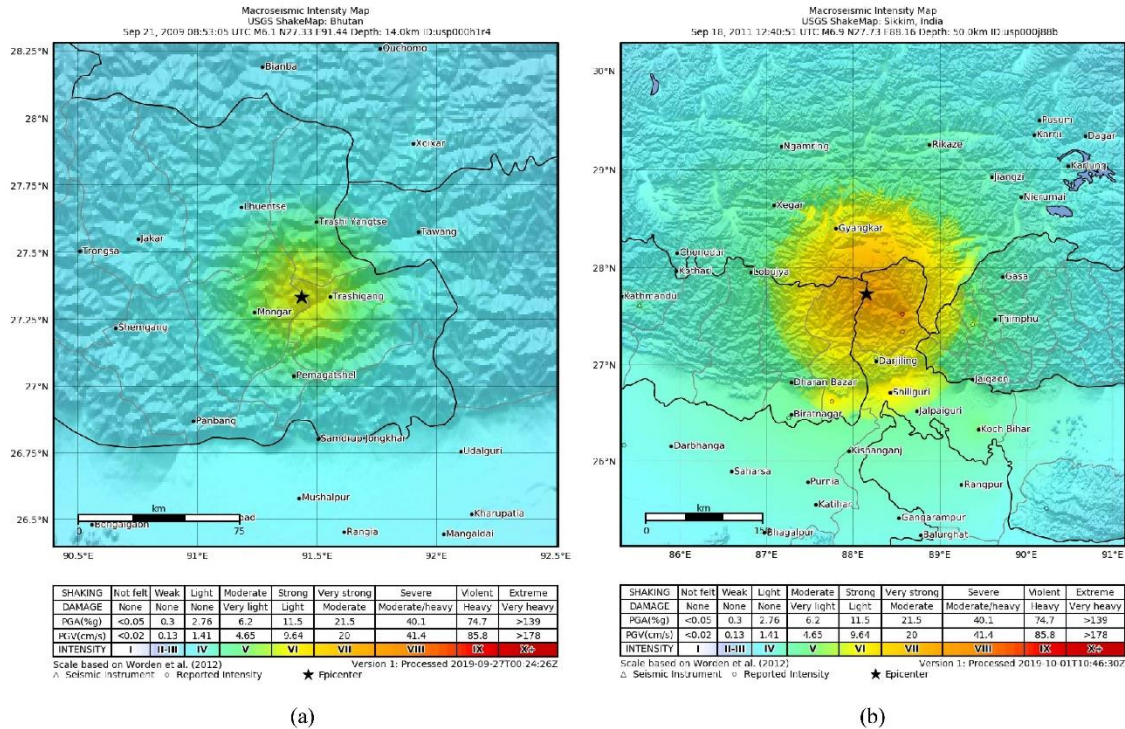 Macroseismic Intensity Map
USGS ShakeMap: Bhutan
Sep 21, 2009 08:53:05 UTC M6.1 N27.33 E91.44 Depth: 14.0km ID:usp000h1r4
28.25°N
28°N
27.75°N
27.5°N
27.25°N
27°N
26.75°N
26.5°N
Quchomo
Bianba
Xoixar
Lhuentse
Trashi Yangtse
Tawang
Jakar
Trongsa
Trashigang
Mongar
Shemgang
Pemagatshel
Panbang
Samdrup Jongkhar
Udalguri
Mushalpur
Kharupatia
Bongaigaon
Rangia
Mangaldai
km
0 75
90.5°E 91°E 91.5°E 92°E 92.5°E
SHAKING Not felt Weak Light Moderate Strong Very strong Severe Violent Extreme
DAMAGE None None None Very light Light Moderate Moderate/heavy Heavy Very heavy
PGA(%g) <0.05 0.3 2.76 6.2 11.5 21.5 40.1 74.7 >139
PGV(cm/s) <0.02 0.13 1.41 4.65 9.64 20 41.4 85.8 >178
INTENSITY I II-III IV V VI VII VIII IX X+
Scale based on Worden et al. (2012) Version 1: Processed 2019-09-27T00:24:26Z
△ Seismic Instrument ○ Reported Intensity ★ Epicenter
(a)
Macroseismic Intensity Map
USGS ShakeMap: Sikkim, India
Sep 18, 2011 12:40:51 UTC M6.9 N27.73 E88.16 Depth: 50.0km ID:usp000j88b
30°N
29°N
28°N
27°N
26°N
Pusum
Karru
Dagar
Ngamring
Rikaze
Karlung
Jiangzi
Nierumai
Xegar
Gyangkar
Kathari
Lobujya
Gasa
Kathmandu
Thimphu
Darjiling
Dharan Bazar
Jaigaon
Shiliguri
Biratnagar
Jalpaiguri
Koch Bihar
Darbhanga
Kishanganj
Saharsa
Purnia
Rangpur
Katihar
Gangarampur
Bhagalpur
Balurghat
km
0
86°E 87°E 88°E 89°E 90°E 91°E
SHAKING Not felt Weak Light Moderate Strong Very strong Severe Violent Extreme
DAMAGE None None None Very light Light Moderate Moderate/heavy Heavy Very heavy
PGA(%g) <0.05 0.3 2.76 6.2 11.5 21.5 40.1 74.7 >139
PGV(cm/s) <0.02 0.13 1.41 4.65 9.64 20 41.4 85.8 >178
INTENSITY I II-III IV V VI VII VIII IX X+
Scale based on Worden et al. (2012) Version 1: Processed 2019-10-01T10:46:30Z
△ Seismic Instrument ○ Reported Intensity ★ Epicenter
(b)